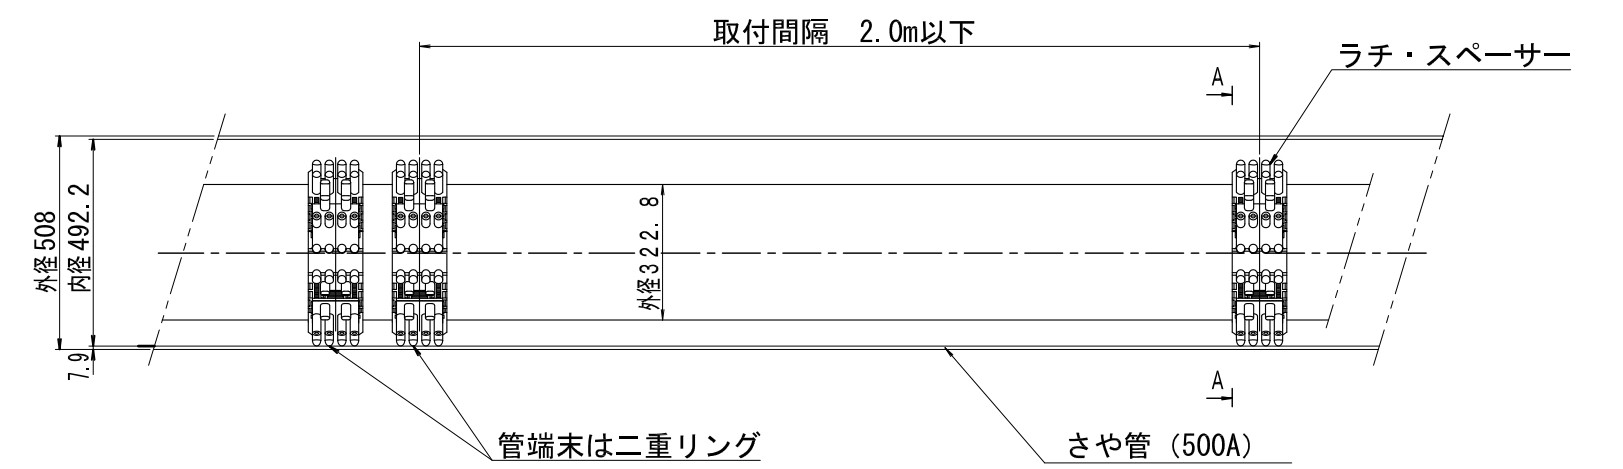 取付間隔　2.0m以下
ラチ・スペーサー
A
外径508
内径492.2
外径322.8
7.9
A
管端末は二重リング
さや管 (500A)